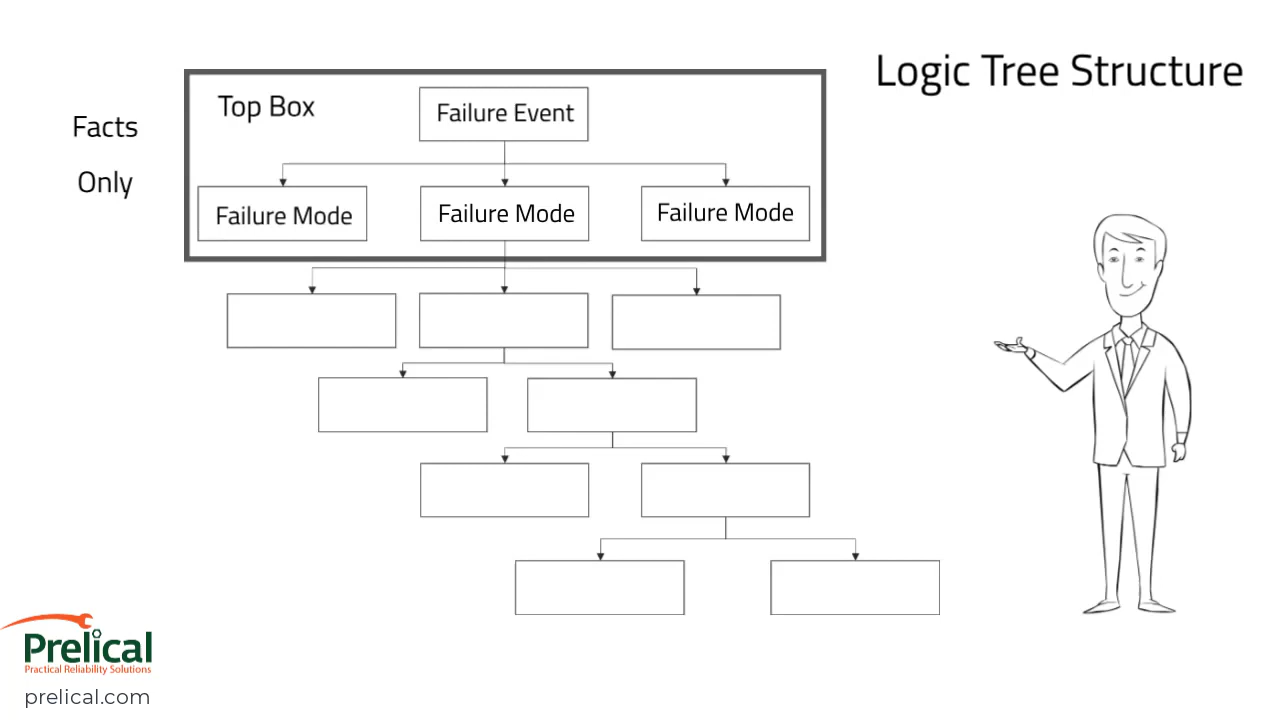 Logic Tree Structure
Top Box
Failure Event
Facts
Only
Failure Mode
Failure Mode
Failure Mode
Prelical
Practical Reliability Solutions
prelical.com